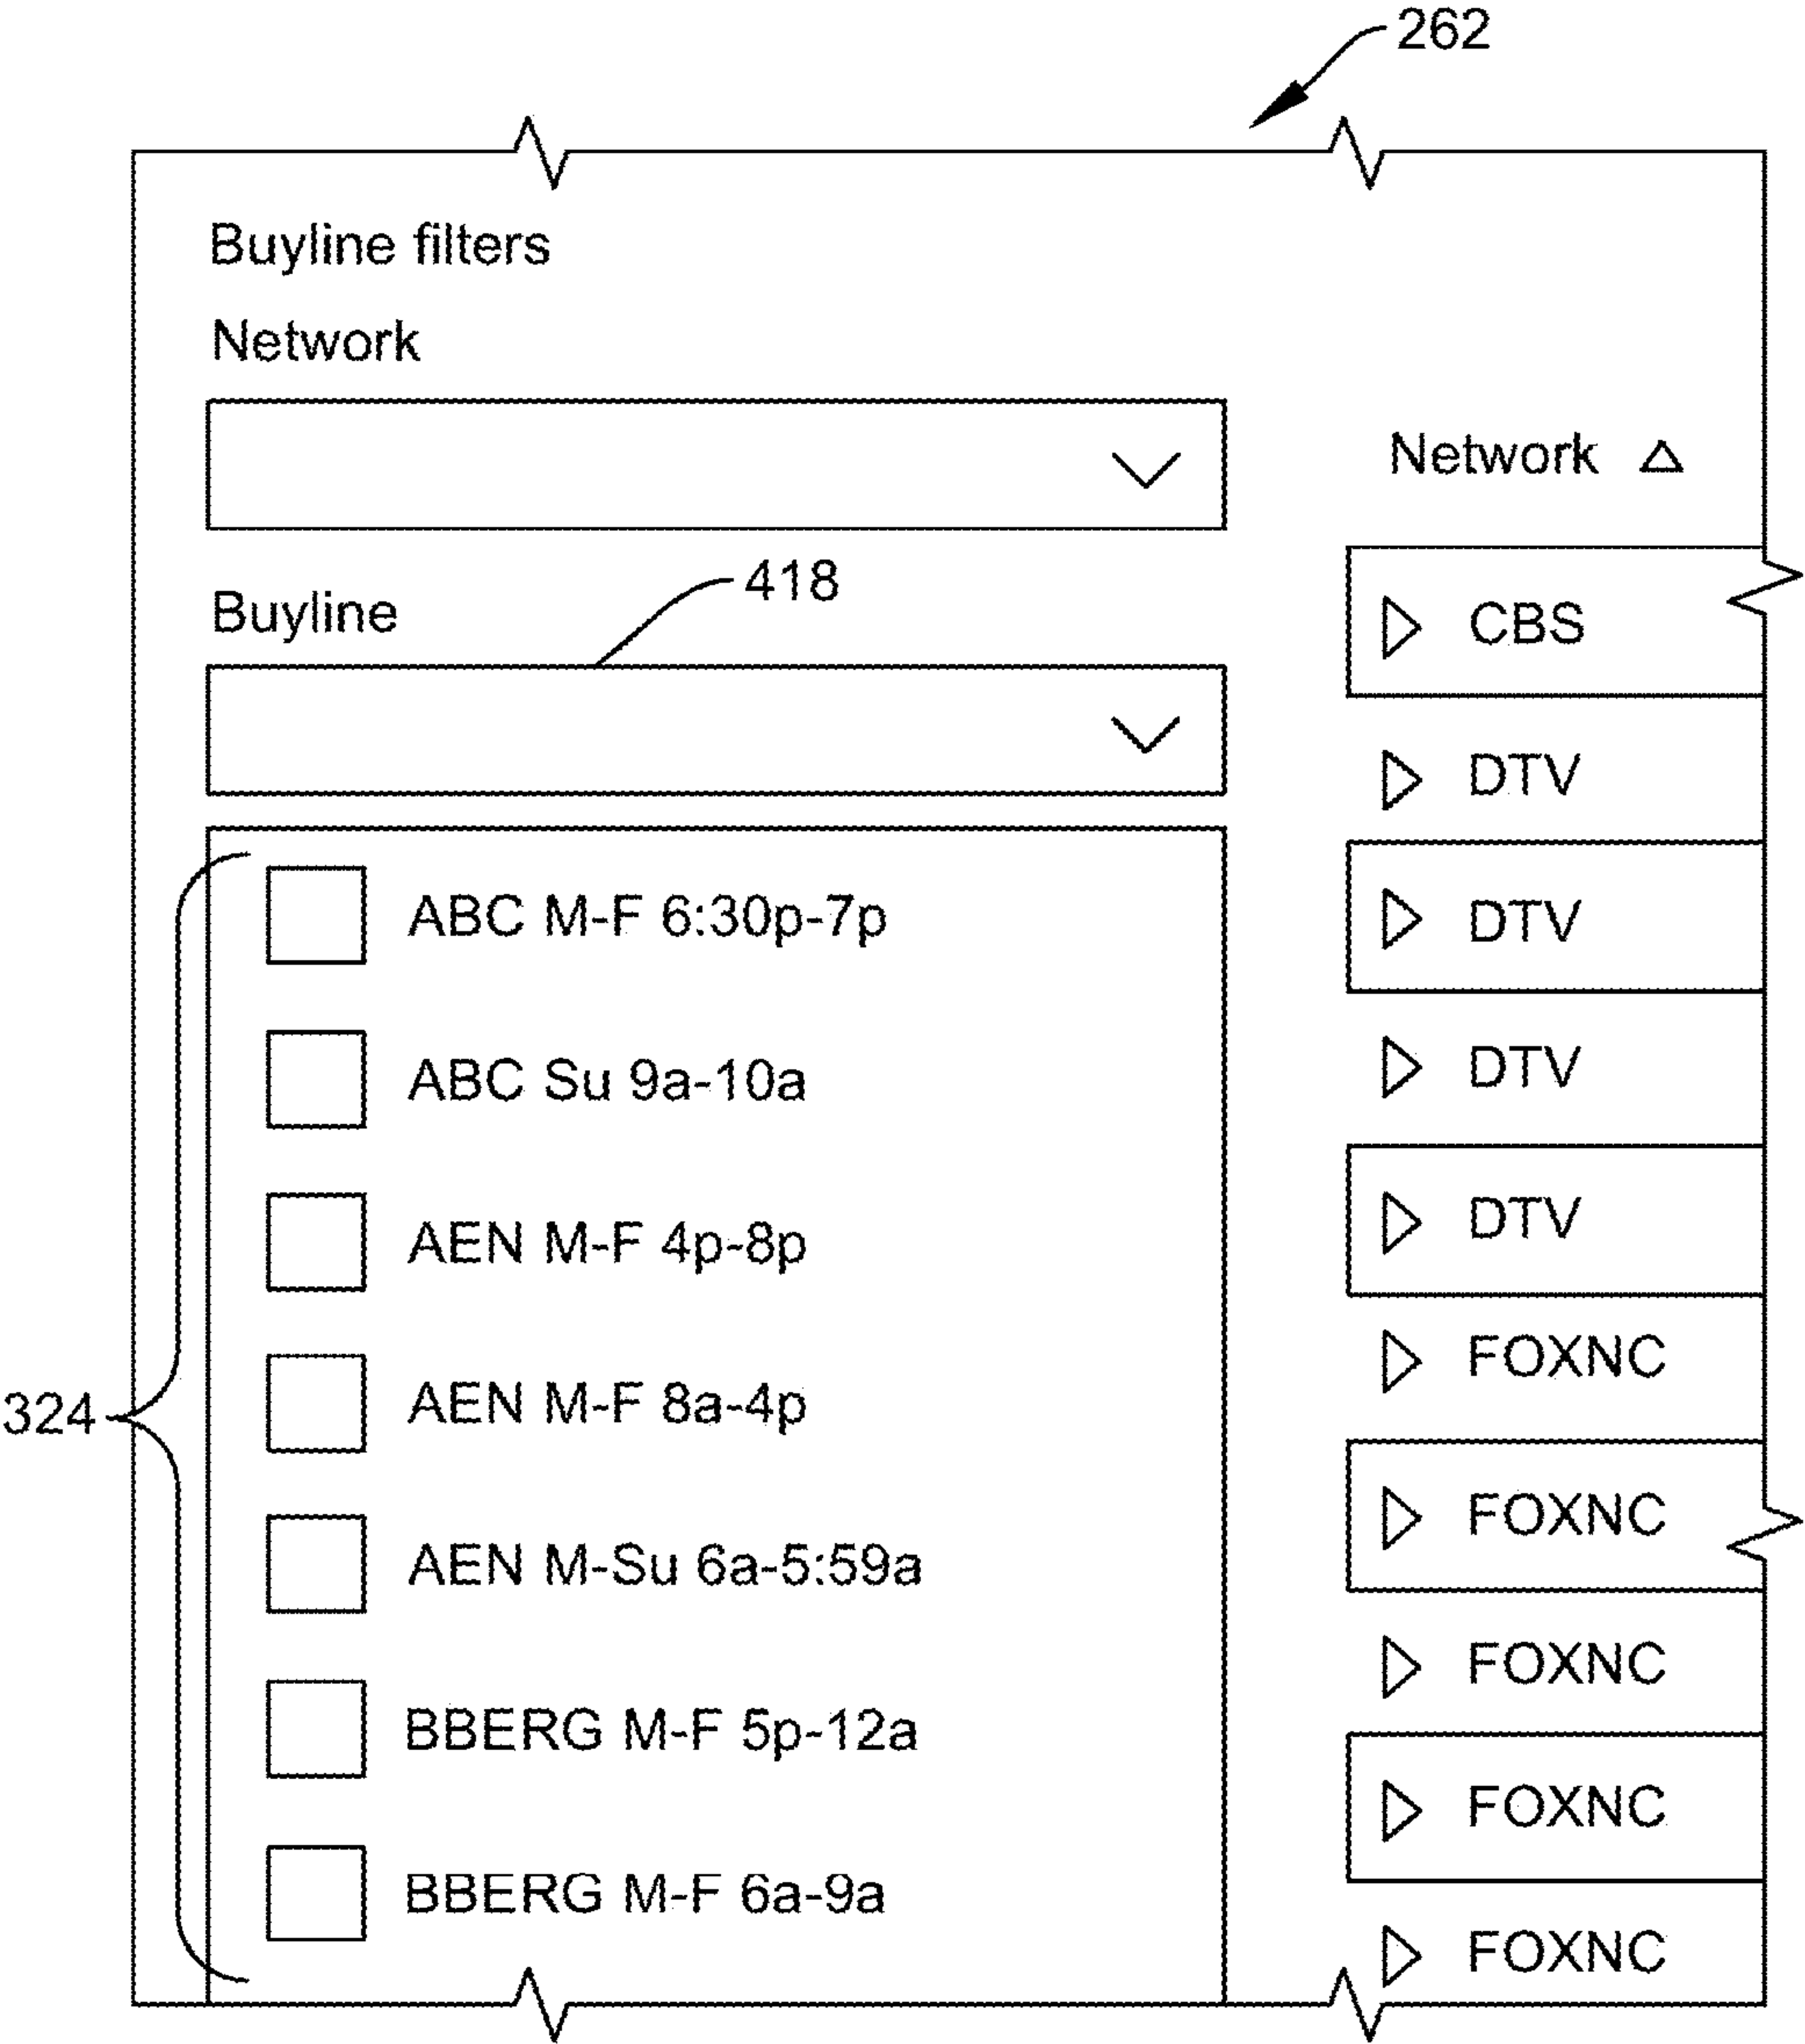 262
Buyline filters
Network
Network
Buyline
418
CBS
DTV
DTV
DTV
DTV
FOXNC
FOXNC
FOXNC
FOXNC
FOXNC
324
ABC M-F 6:30p-7p
ABC Su 9a-10a
AEN M-F 4p-8p
AEN M-F 8a-4p
AEN M-Su 6a-5:59a
BBERG M-F 5p-12a
BBERG M-F 6a-9a